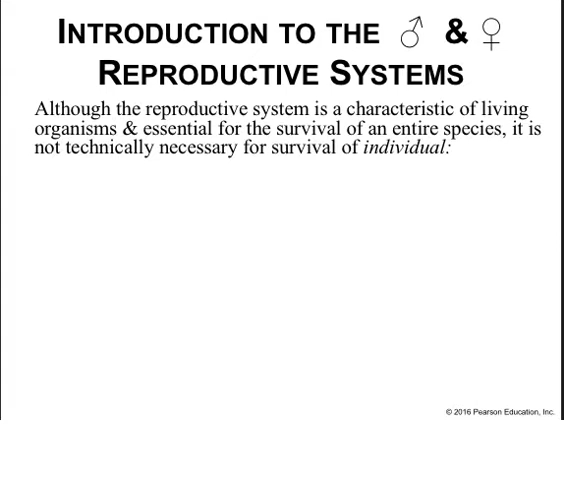 INTRODUCTION TO THE ♂ & ♀
REPRODUCTIVE SYSTEMS
Although the reproductive system is a characteristic of living
organisms & essential for the survival of an entire species, it is
not technically necessary for survival of individual:
© 2016 Pearson Education, Inc.